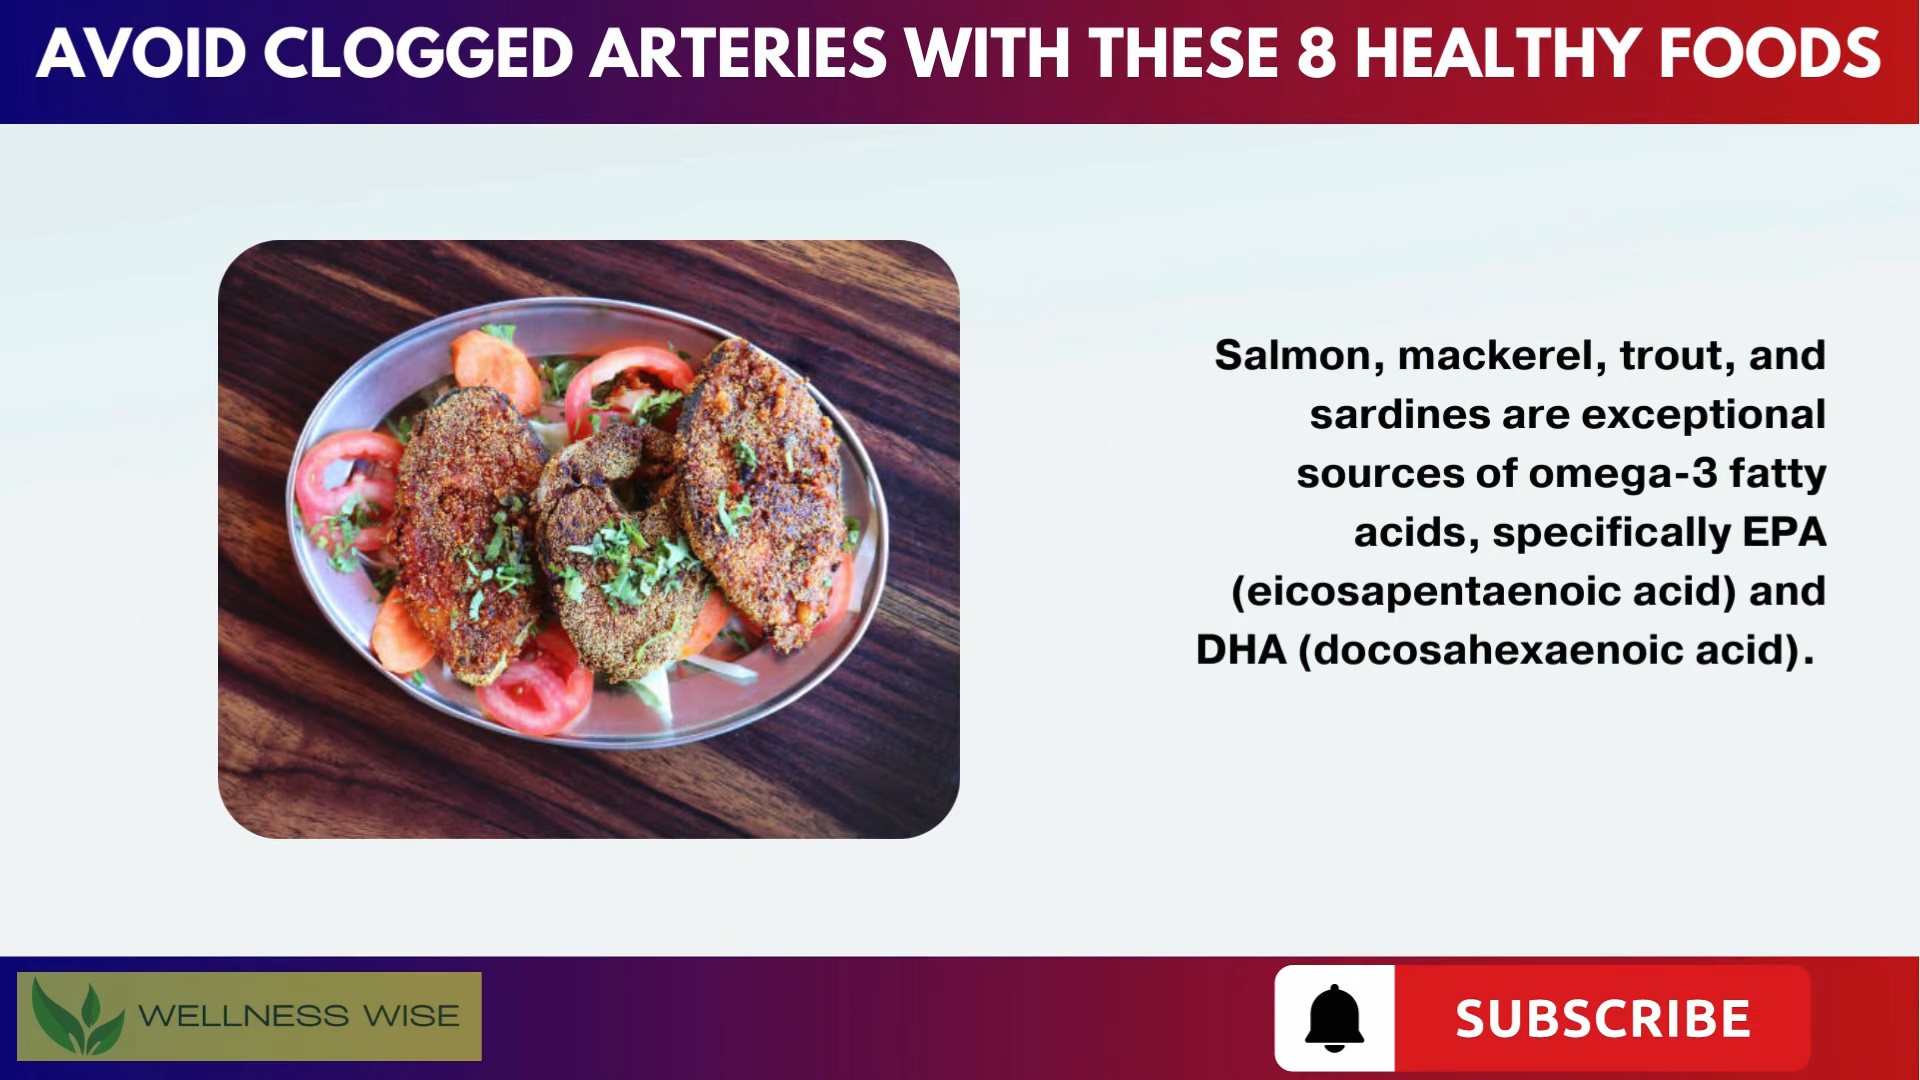 AVOID CLOGGED ARTERIES WITH THESE 8 HEALTHY FOODS
Salmon, mackerel, trout, and
sardines are exceptional
sources of omega-3 fatty
acids, specifically EPA
(eicosapentaenoic acid) and
DHA (docosahexaenoic acid).
WELLNESS WISE
SUBSCRIBE